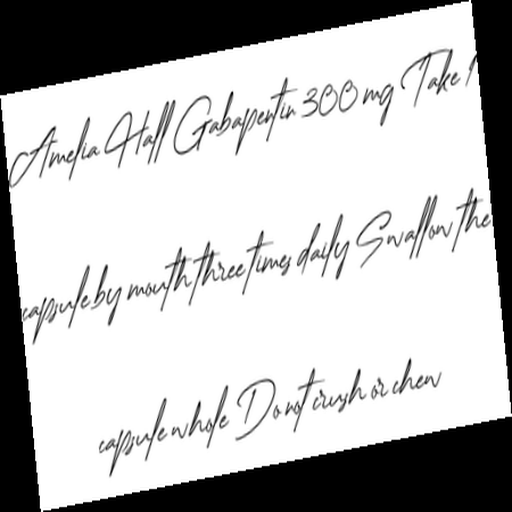 Amelia Hall Gabapentin 300 mg Take 1
capsule by mouth three times daily Swallow the
capsule whole Do not crush or chew